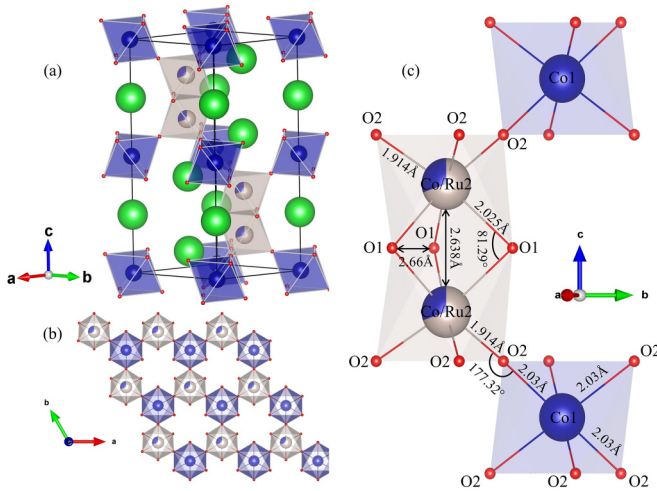 (a)
c
a
b
(b)
b
a
(c)
Co1
O2
O2
O2
1.914Å
Co/Ru2
2.025Å
O1
O1
O1
2.66Å
2.638Å
81.29°
c
a
b
Co/Ru2
1.914Å
O2
O2
O2
O2
O2
O2
177.32°
2.03Å
2.03Å
Co1
2.03Å
O2
O2
O2